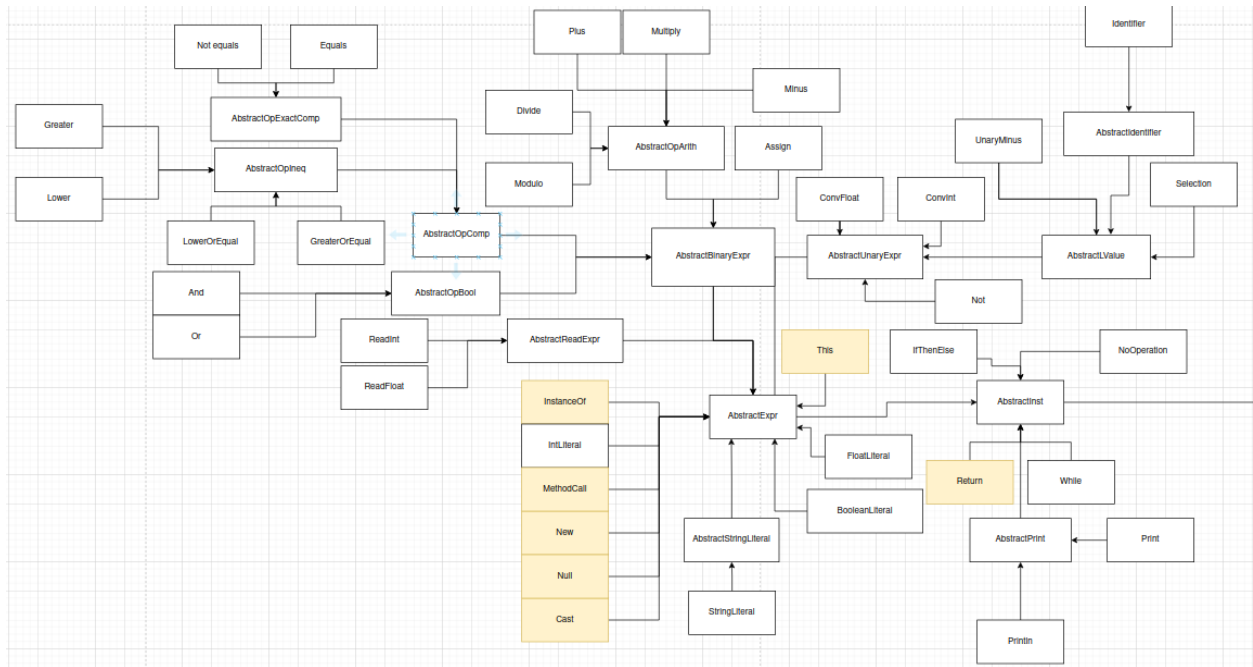 Identifier
Plus
Multiply
Not equals
Equals
Minus
Divide
AbstractOpExactComp
Greater
AbstractOpArith
Assign
UnaryMinus
AbstractIdentifier
AbstractOpIneq
Modulo
Lower
ConvFloat
ConvInt
Selection
AbstractOpComp
LowerOrEqual
GreaterOrEqual
AbstractBinaryExpr
AbstractUnaryExpr
AbstractLValue
And
AbstractOpBool
Not
Or
ReadInt
AbstractReadExpr
This
IfThenElse
NoOperation
ReadFloat
InstanceOf
AbstractExpr
AbstractInst
IntLiteral
FloatLiteral
MethodCall
Return
While
BooleanLiteral
New
AbstractStringLiteral
AbstractPrint
Print
Null
StringLiteral
Cast
Println